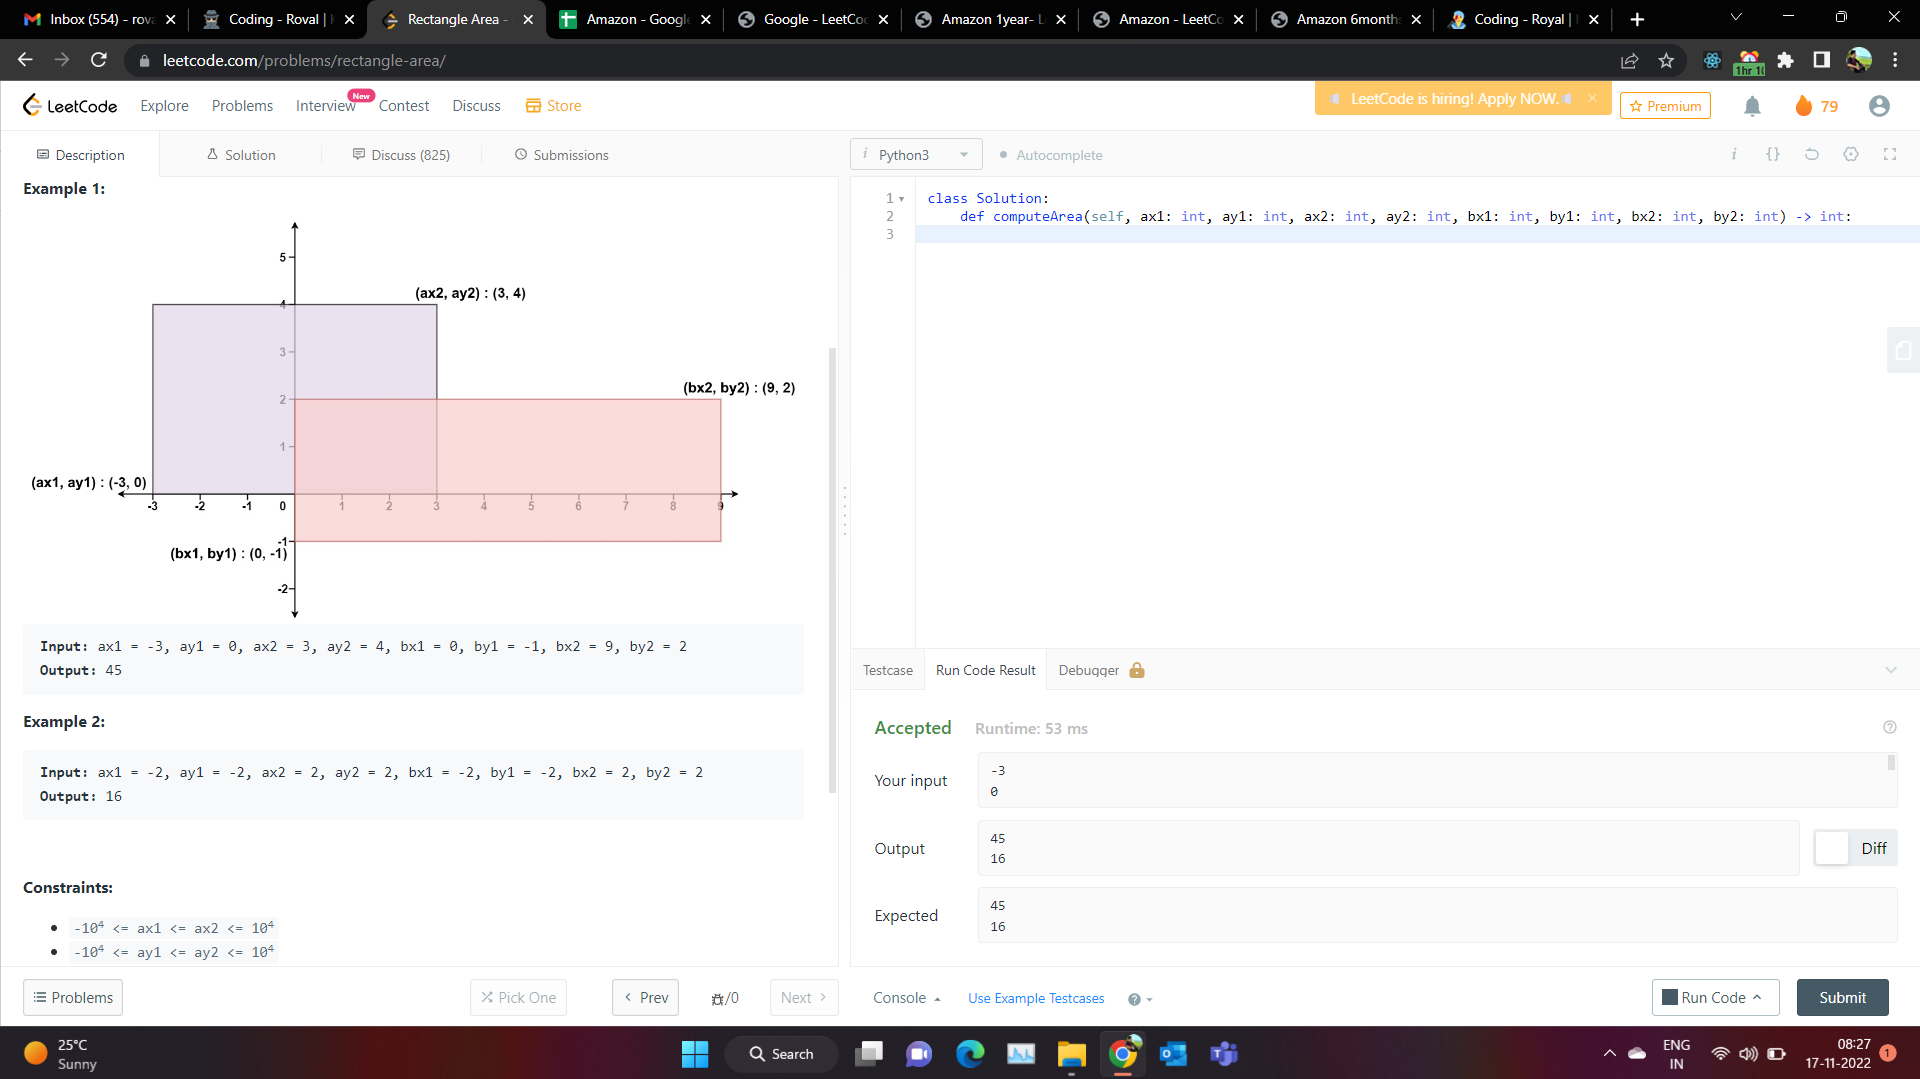 Inbox (554) - rova
Coding - Roval |
Rectangle Area -
Amazon - Google
Google - LeetCo
Amazon 1year- L
Amazon - LeetCo
Amazon 6month
Coding - Royal |
leetcode.com/problems/rectangle-area/
1hr 10
LeetCode
Explore
Problems
Interview
New
Contest
Discuss
Store
LeetCode is hiring! Apply NOW.
Premium
79
Description
Solution
Discuss (825)
Submissions
i Python3
Autocomplete
i {}
Example 1:
5
4
3
2
1
-1
-2
(ax2, ay2) : (3, 4)
(bx2, by2) : (9, 2)
(ax1, ay1) : (-3, 0)
-3 -2 -1 0 1 2 3 4 5 6 7 8 9
(bx1, by1) : (0, -1)
Input: ax1 = -3, ay1 = 0, ax2 = 3, ay2 = 4, bx1 = 0, by1 = -1, bx2 = 9, by2 = 2
Output: 45
Example 2:
Input: ax1 = -2, ay1 = -2, ax2 = 2, ay2 = 2, bx1 = -2, by1 = -2, bx2 = 2, by2 = 2
Output: 16
Constraints:
-10⁴ <= ax1 <= ax2 <= 10⁴
-10⁴ <= ay1 <= ay2 <= 10⁴
Problems
Pick One
Prev
/0
Next
1 class Solution:
2 def computeArea(self, ax1: int, ay1: int, ax2: int, ay2: int, bx1: int, by1: int, bx2: int, by2: int) -> int:
3
Testcase
Run Code Result
Debugger
Accepted
Runtime: 53 ms
Your input
-3
0
Output
45
16
Diff
Expected
45
16
Console
Use Example Testcases
Run Code
Submit
25°C
Sunny
Search
ENG
IN
08:27
17-11-2022
1